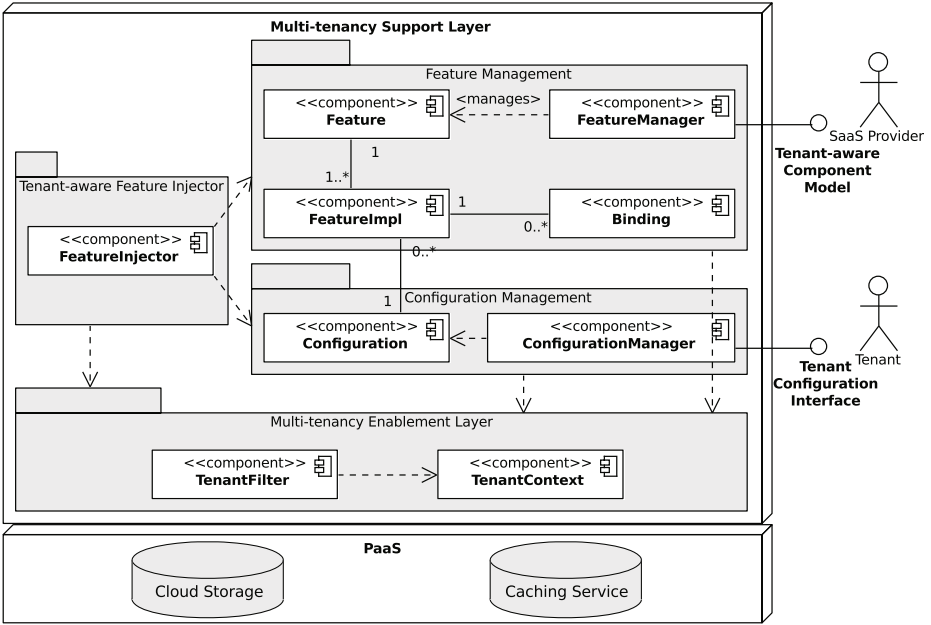 Multi-tenancy Support Layer
Feature Management
<<component>>
Feature
<manages>
<<component>>
FeatureManager
SaaS Provider
Tenant-aware
Component
Model
1
1..*
Tenant-aware Feature Injector
<<component>>
FeatureInjector
<<component>>
FeatureImpl
1
0..*
<<component>>
Binding
0..*
1
Configuration Management
<<component>>
Configuration
<<component>>
ConfigurationManager
Tenant
Tenant
Configuration
Interface
Multi-tenancy Enablement Layer
<<component>>
TenantFilter
<<component>>
TenantContext
PaaS
Cloud Storage
Caching Service